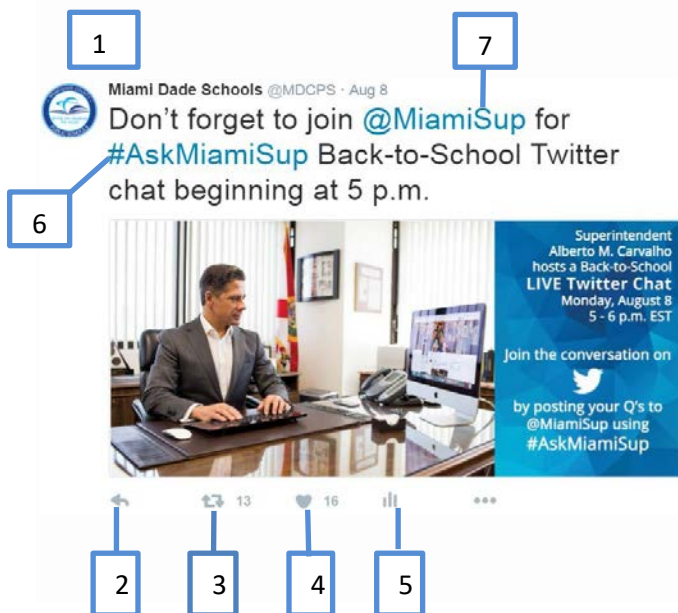 1
7
Miami Dade Schools @MDCPS · Aug 8
Don't forget to join @MiamiSup for
#AskMiamiSup Back-to-School Twitter
chat beginning at 5 p.m.
6
Superintendent
Alberto M. Carvalho
hosts a Back-to-School
LIVE Twitter Chat
Monday, August 8
5 - 6 p.m. EST
Join the conversation on
by posting your Q's to
@MiamiSup using
#AskMiamiSup
13
16
2
3
4
5